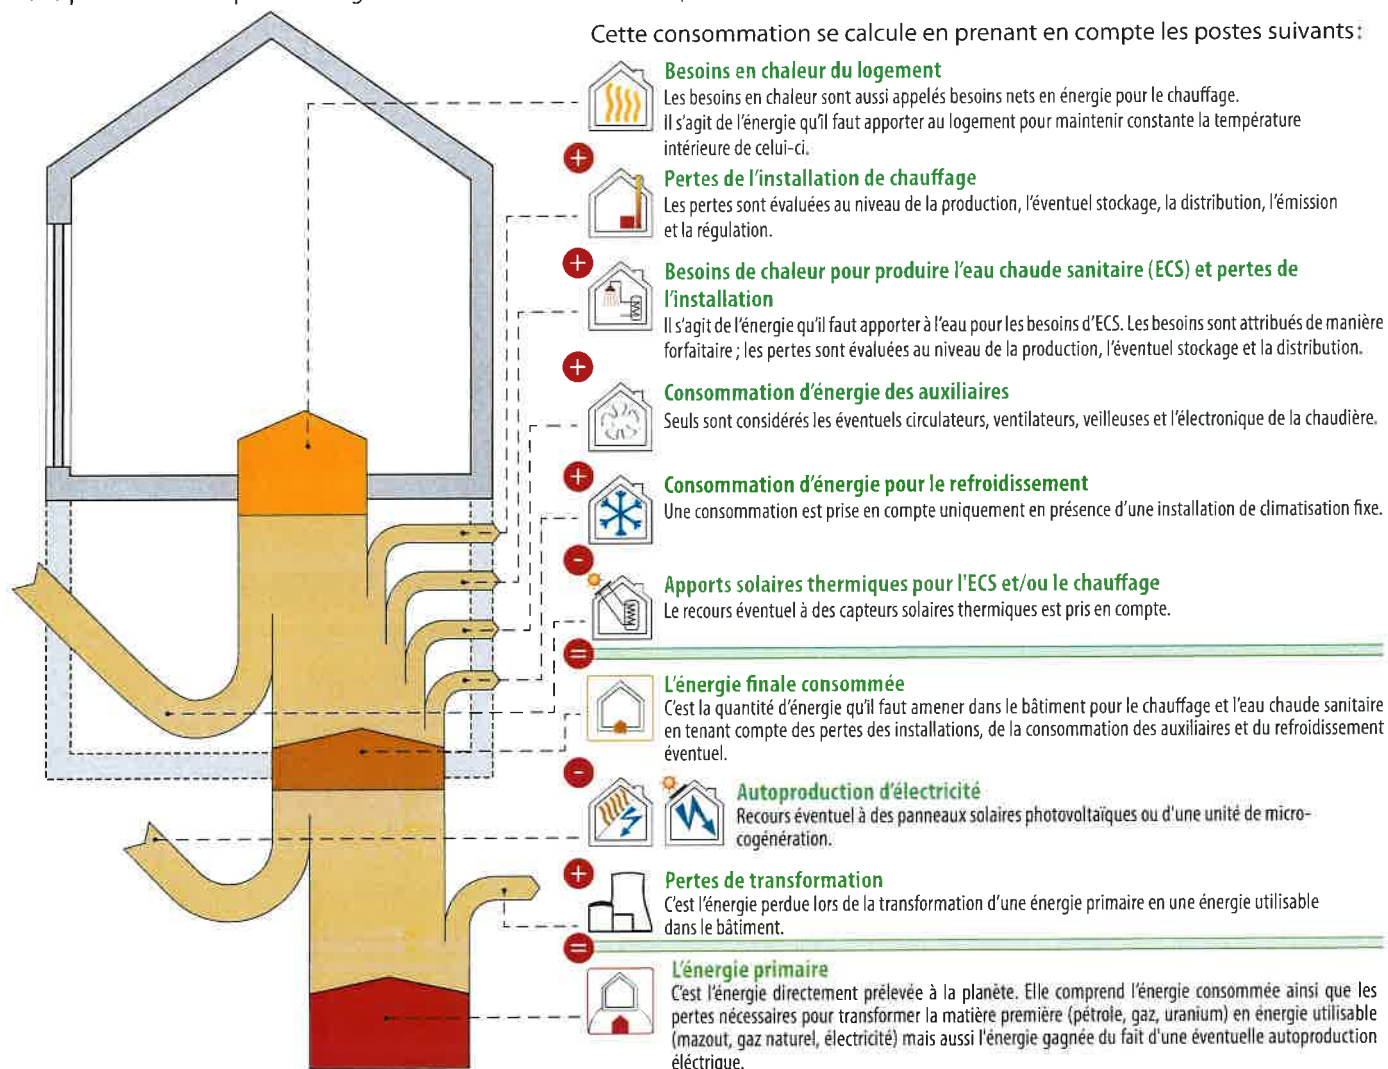 Cette consommation se calcule en prenant en compte les postes suivants:
Besoins en chaleur du logement
Les besoins en chaleur sont aussi appelés besoins nets en énergie pour le chauffage.
Il s'agit de l'énergie qu'il faut apporter au logement pour maintenir constante la température
intérieure de celui-ci.
+
Pertes de l'installation de chauffage
Les pertes sont évaluées au niveau de la production, l'éventuel stockage, la distribution, l'émission
et la régulation.
+
Besoins de chaleur pour produire l'eau chaude sanitaire (ECS) et pertes de
l'installation
Il s'agit de l'énergie qu'il faut apporter à l'eau pour les besoins d'ECS. Les besoins sont attribués de manière
forfaitaire ; les pertes sont évaluées au niveau de la production, l'éventuel stockage et la distribution.
+
Consommation d'énergie des auxiliaires
Seuls sont considérés les éventuels circulateurs, ventilateurs, veilleuses et l'électronique de la chaudière.
+
Consommation d'énergie pour le refroidissement
Une consommation est prise en compte uniquement en présence d'une installation de climatisation fixe.
-
Apports solaires thermiques pour l'ECS et/ou le chauffage
Le recours éventuel à des capteurs solaires thermiques est pris en compte.
=
L'énergie finale consommée
C'est la quantité d'énergie qu'il faut amener dans le bâtiment pour le chauffage et l'eau chaude sanitaire
en tenant compte des pertes des installations, de la consommation des auxiliaires et du refroidissement
éventuel.
-
Autoproduction d'électricité
Recours éventuel à des panneaux solaires photovoltaïques ou d'une unité de micro-
cogénération.
+
Pertes de transformation
C'est l'énergie perdue lors de la transformation d'une énergie primaire en une énergie utilisable
dans le bâtiment.
=
L'énergie primaire
C'est l'énergie directement prélevée à la planète. Elle comprend l'énergie consommée ainsi que les
pertes nécessaires pour transformer la matière première (pétrole, gaz, uranium) en énergie utilisable
(mazout, gaz naturel, électricité) mais aussi l'énergie gagnée du fait d'une éventuelle autoproduction
éléctrique.